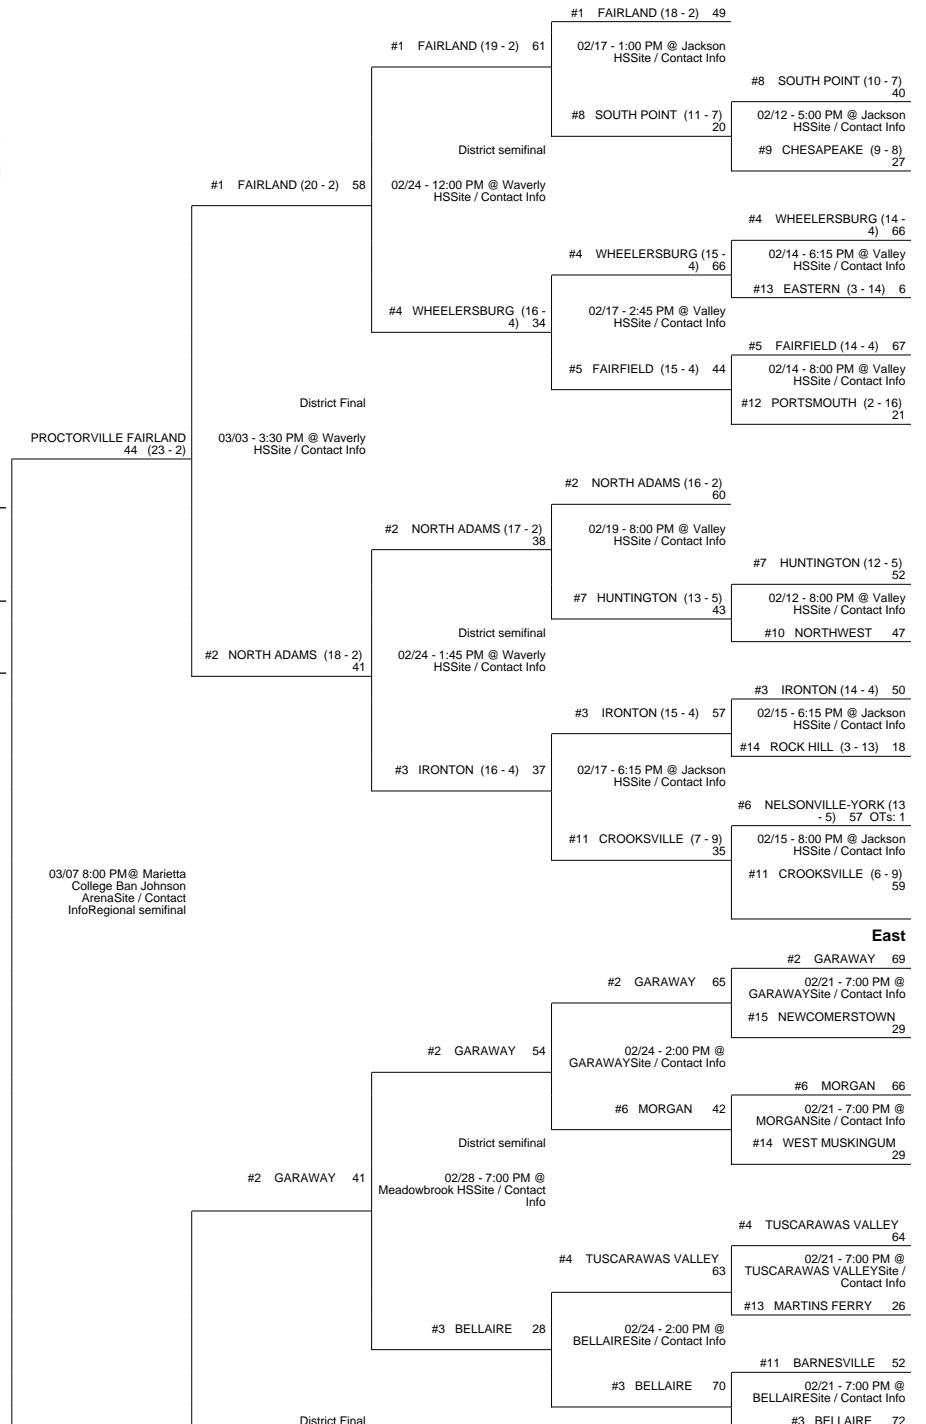 #1 FAIRLAND (18 - 2) 49
#1 FAIRLAND (19 - 2) 61
02/17 - 1:00 PM @ Jackson
HSSite / Contact Info
#8 SOUTH POINT (10 - 7)
40
#8 SOUTH POINT (11 - 7)
20
02/12 - 5:00 PM @ Jackson
HSSite / Contact Info
District semifinal
#9 CHESAPEAKE (9 - 8)
27
#1 FAIRLAND (20 - 2) 58
02/24 - 12:00 PM @ Waverly
HSSite / Contact Info
#4 WHEELERSBURG (14 -
4) 66
#4 WHEELERSBURG (15 -
4) 66
02/14 - 6:15 PM @ Valley
HSSite / Contact Info
#13 EASTERN (3 - 14) 6
#4 WHEELERSBURG (16 -
4) 34
02/17 - 2:45 PM @ Valley
HSSite / Contact Info
#5 FAIRFIELD (14 - 4) 67
#5 FAIRFIELD (15 - 4) 44
02/14 - 8:00 PM @ Valley
HSSite / Contact Info
District Final
#12 PORTSMOUTH (2 - 16)
21
PROCTORVILLE FAIRLAND
44 (23 - 2)
03/03 - 3:30 PM @ Waverly
HSSite / Contact Info
#2 NORTH ADAMS (16 - 2)
60
#2 NORTH ADAMS (17 - 2)
38
02/19 - 8:00 PM @ Valley
HSSite / Contact Info
#7 HUNTINGTON (12 - 5)
52
#7 HUNTINGTON (13 - 5)
43
02/12 - 8:00 PM @ Valley
HSSite / Contact Info
District semifinal
#10 NORTHWEST 47
#2 NORTH ADAMS (18 - 2)
41
02/24 - 1:45 PM @ Waverly
HSSite / Contact Info
#3 IRONTON (14 - 4) 50
#3 IRONTON (15 - 4) 57
02/15 - 6:15 PM @ Jackson
HSSite / Contact Info
#14 ROCK HILL (3 - 13) 18
#3 IRONTON (16 - 4) 37
02/17 - 6:15 PM @ Jackson
HSSite / Contact Info
#6 NELSONVILLE-YORK (13
- 5) 57 OTs: 1
#11 CROOKSVILLE (7 - 9)
35
02/15 - 8:00 PM @ Jackson
HSSite / Contact Info
#11 CROOKSVILLE (6 - 9)
59
03/07 8:00 PM@ Marietta
College Ban Johnson
ArenaSite / Contact
InfoRegional semifinal
East
#2 GARAWAY 69
#2 GARAWAY 65
02/21 - 7:00 PM @
GARAWAYSite / Contact Info
#15 NEWCOMERSTOWN
29
#2 GARAWAY 54
02/24 - 2:00 PM @
GARAWAYSite / Contact Info
#6 MORGAN 66
#6 MORGAN 42
02/21 - 7:00 PM @
MORGANSite / Contact Info
District semifinal
#14 WEST MUSKINGUM
29
#2 GARAWAY 41
02/28 - 7:00 PM @
Meadowbrook HSSite / Contact
Info
#4 TUSCARAWAS VALLEY
64
#4 TUSCARAWAS VALLEY
63
02/21 - 7:00 PM @
TUSCARAWAS VALLEYSite /
Contact Info
#13 MARTINS FERRY 26
#3 BELLAIRE 28
02/24 - 2:00 PM @
BELLAIRESite / Contact Info
#11 BARNESVILLE 52
#3 BELLAIRE 70
02/21 - 7:00 PM @
BELLAIRESite / Contact Info
District Final
#3 BELLAIRE 72